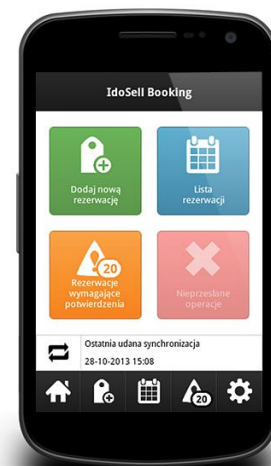 IdoSell Booking
Dodaj nową
rezerwację
Lista
rezerwacji
20
Rezerwacje
wymagające
potwierdzenia
Nieprzesłane
operacje
Ostatnia udana synchronizacja
28-10-2013 15:08
20